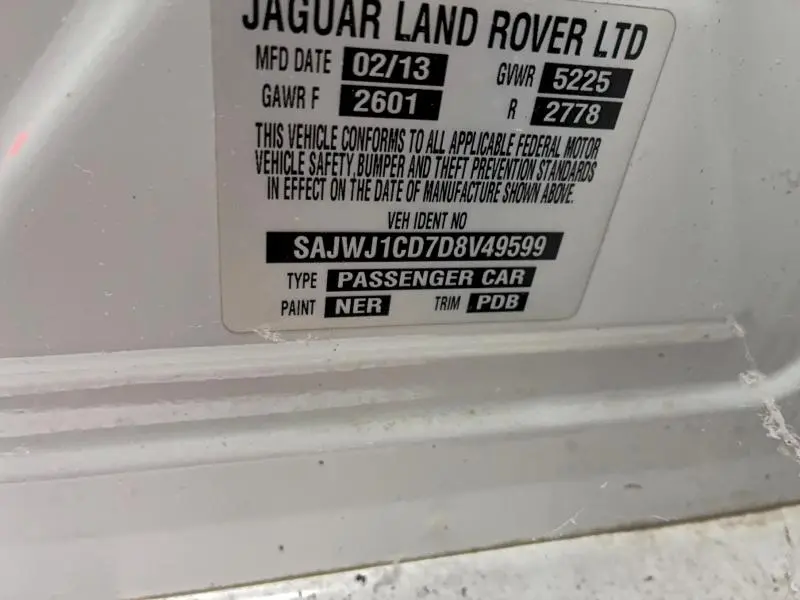 JAGUAR LAND ROVER LTD
MFD DATE 02/13 GVWR 5225
GAWR F 2601 R 2778
THIS VEHICLE CONFORMS TO ALL APPLICABLE FEDERAL MOTOR
VEHICLE SAFETY, BUMPER AND THEFT PREVENTION STANDARDS
IN EFFECT ON THE DATE OF MANUFACTURE SHOWN ABOVE.
VEH IDENT NO
SAJWJ1CD7D8V49599
TYPE PASSENGER CAR
PAINT NER TRIM PDB